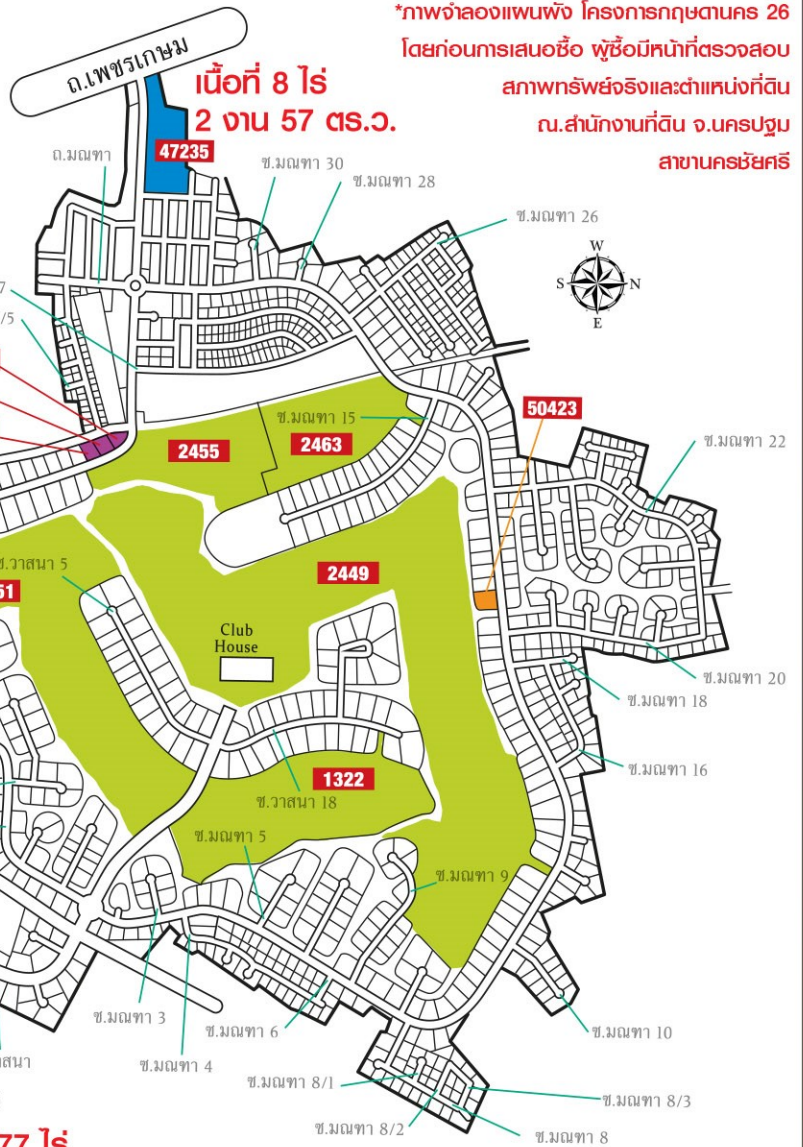 *ภาพจำลองแผนผัง โครงการกฤษดานคร 26
โดยก่อนการเสนอซื้อ ผู้ซื้อมีหน้าที่ตรวจสอบ
สภาพทรัพย์จริงและตำแหน่งที่ดิน
ณ.สำนักงานที่ดิน จ.นครปฐม
สาขานครชัยศรี
ถ.เพชรเกษม
เนื้อที่ 8 ไร่
2 งาน 57 ตร.ว.
47235
ถ.มณฑา
ซ.มณฑา 30
ซ.มณฑา 28
ซ.มณฑา 26
W
S
N
E
7
/5
ซ.มณฑา 15
50423
2455
2463
ซ.มณฑา 22
ซ.วาสนา 5
51
2449
Club
House
ซ.มณฑา 20
ซ.มณฑา 18
ซ.มณฑา 16
1322
ซ.วาสนา 18
ซ.มณฑา 5
ซ.มณฑา 9
ซ.มณฑา 3
ซ.มณฑา 6
ซ.มณฑา 10
ซ.มณฑา 4
าสนา
ซ.มณฑา 8/1
ซ.มณฑา 8/3
ซ.มณฑา 8/2
ซ.มณฑา 8
77 ไร่